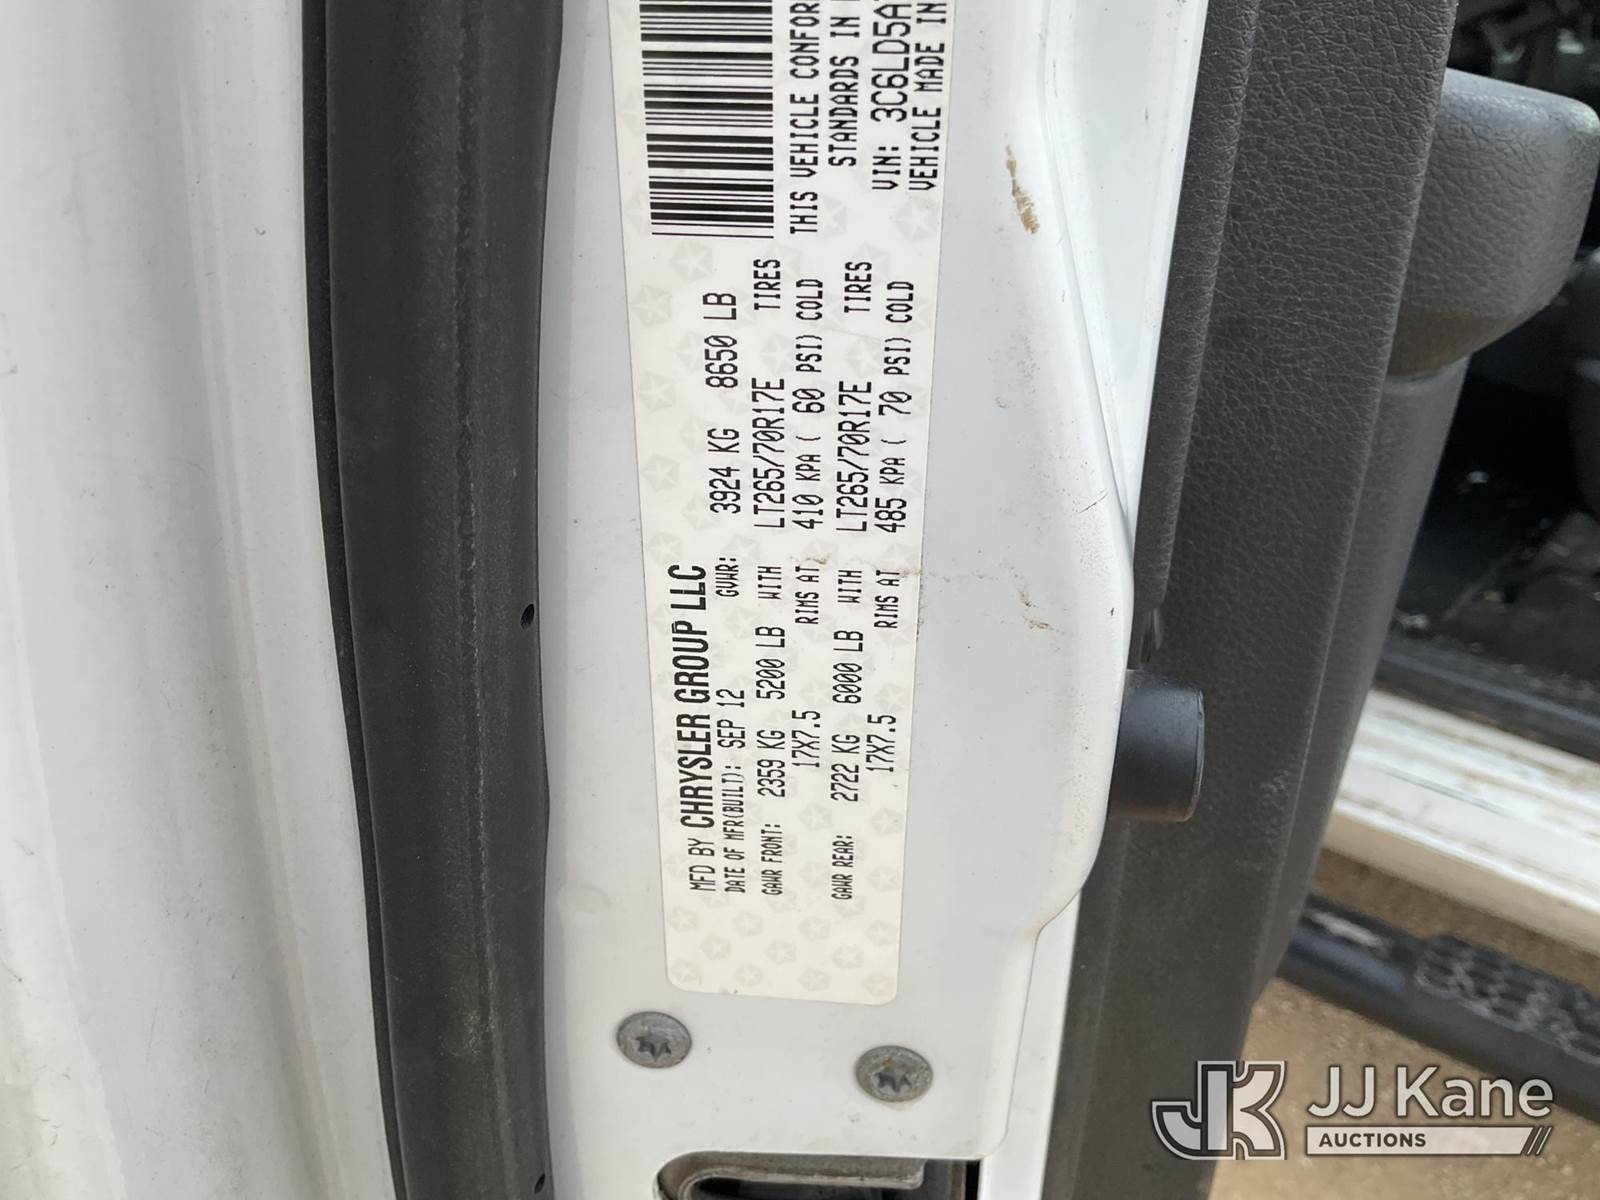 MFD BY CHRYSLER GROUP LLC
DATE OF MFR(BUILT): SEP 12 GVWR: 3924 KG 8650 LB
GAWR FRONT: 2359 KG 5200 LB WITH LT265/70R17E TIRES
17X7.5 RIMS AT 410 KPA ( 60 PSI) COLD
GAWR REAR: 2722 KG 6000 LB WITH LT265/70R17E TIRES
17X7.5 RIMS AT 485 KPA ( 70 PSI) COLD
THIS VEHICLE CONFOR
STANDARDS IN
VIN: 3C6LD5A
VEHICLE MADE IN
JK JJ Kane
AUCTIONS